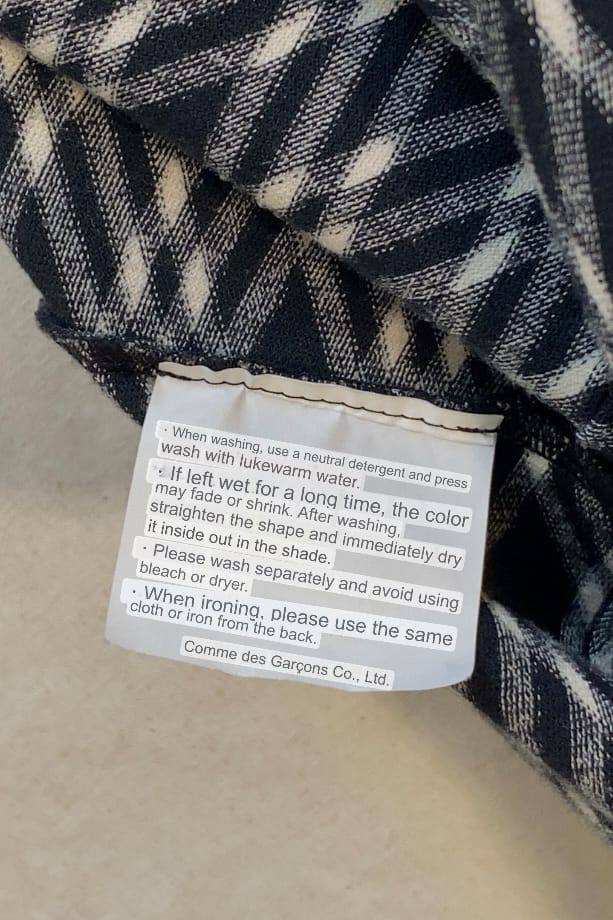 · When washing, use a neutral detergent and press
wash with lukewarm water.
· If left wet for a long time, the color
may fade or shrink. After washing,
straighten the shape and immediately dry
it inside out in the shade.
· Please wash separately and avoid using
bleach or dryer.
· When ironing, please use the same
cloth or iron from the back.
Comme des Garçons Co., Ltd.